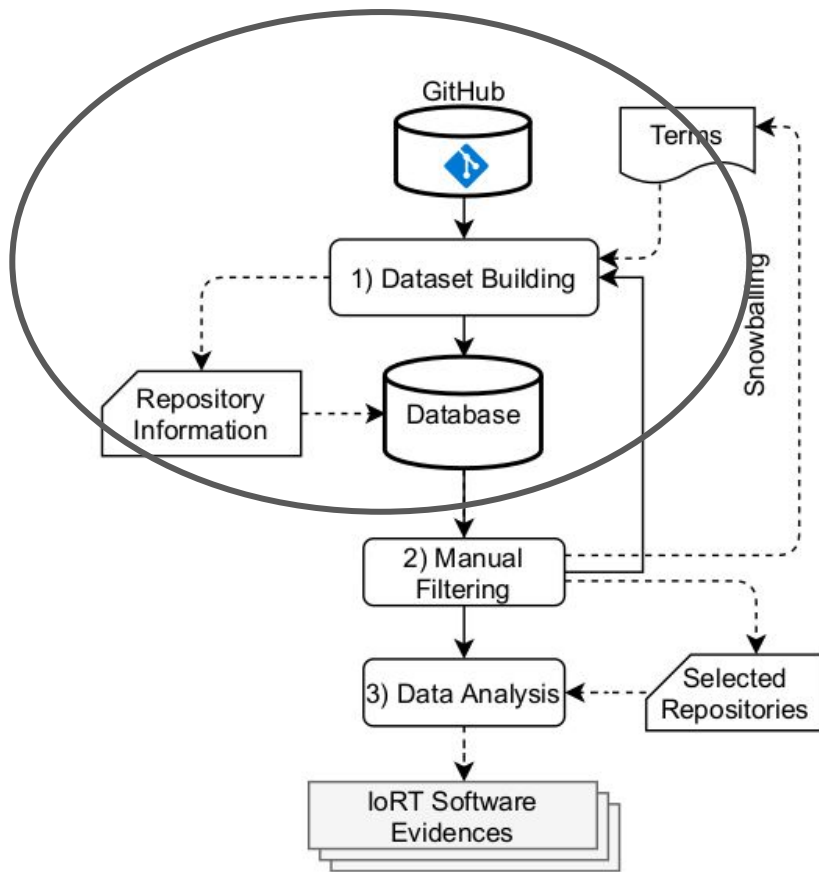 GitHub
Terms
1) Dataset Building
Snowballing
Repository
Information
Database
2) Manual
Filtering
3) Data Analysis
Selected
Repositories
IoRT Software
Evidences